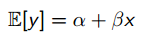 𝔼[y] = α + βx